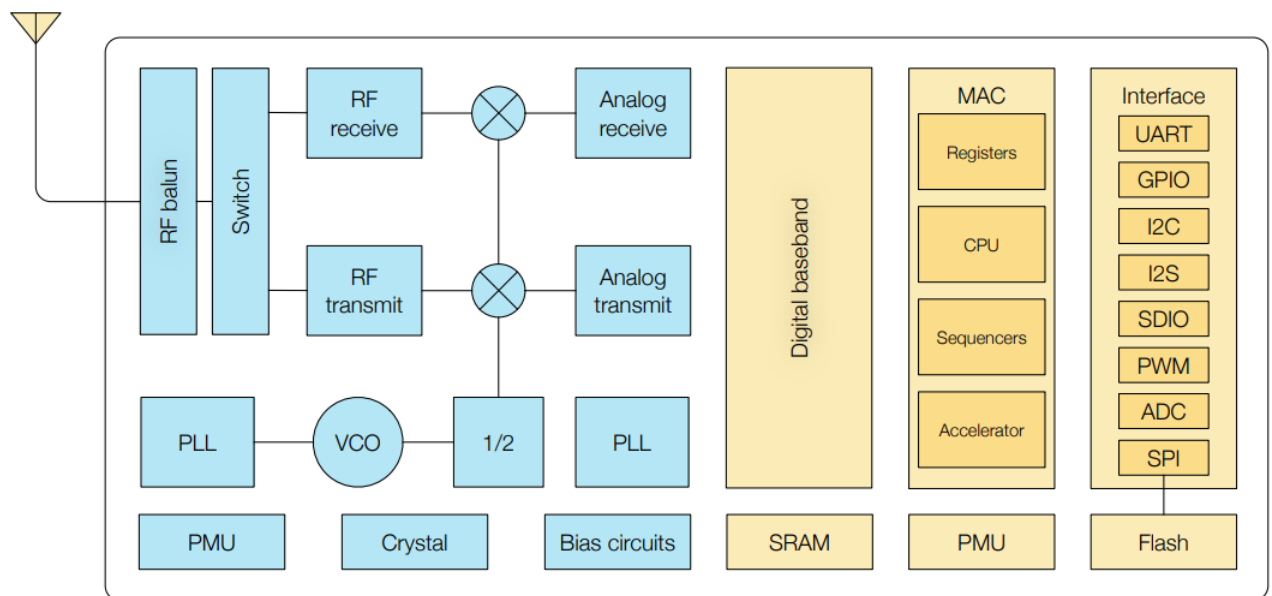 RF balun
Switch
RF
receive
Analog
receive
RF
transmit
Analog
transmit
PLL
VCO
1/2
PLL
PMU
Crystal
Bias circuits
Digital baseband
SRAM
MAC
Registers
CPU
Sequencers
Accelerator
PMU
Interface
UART
GPIO
I2C
I2S
SDIO
PWM
ADC
SPI
Flash